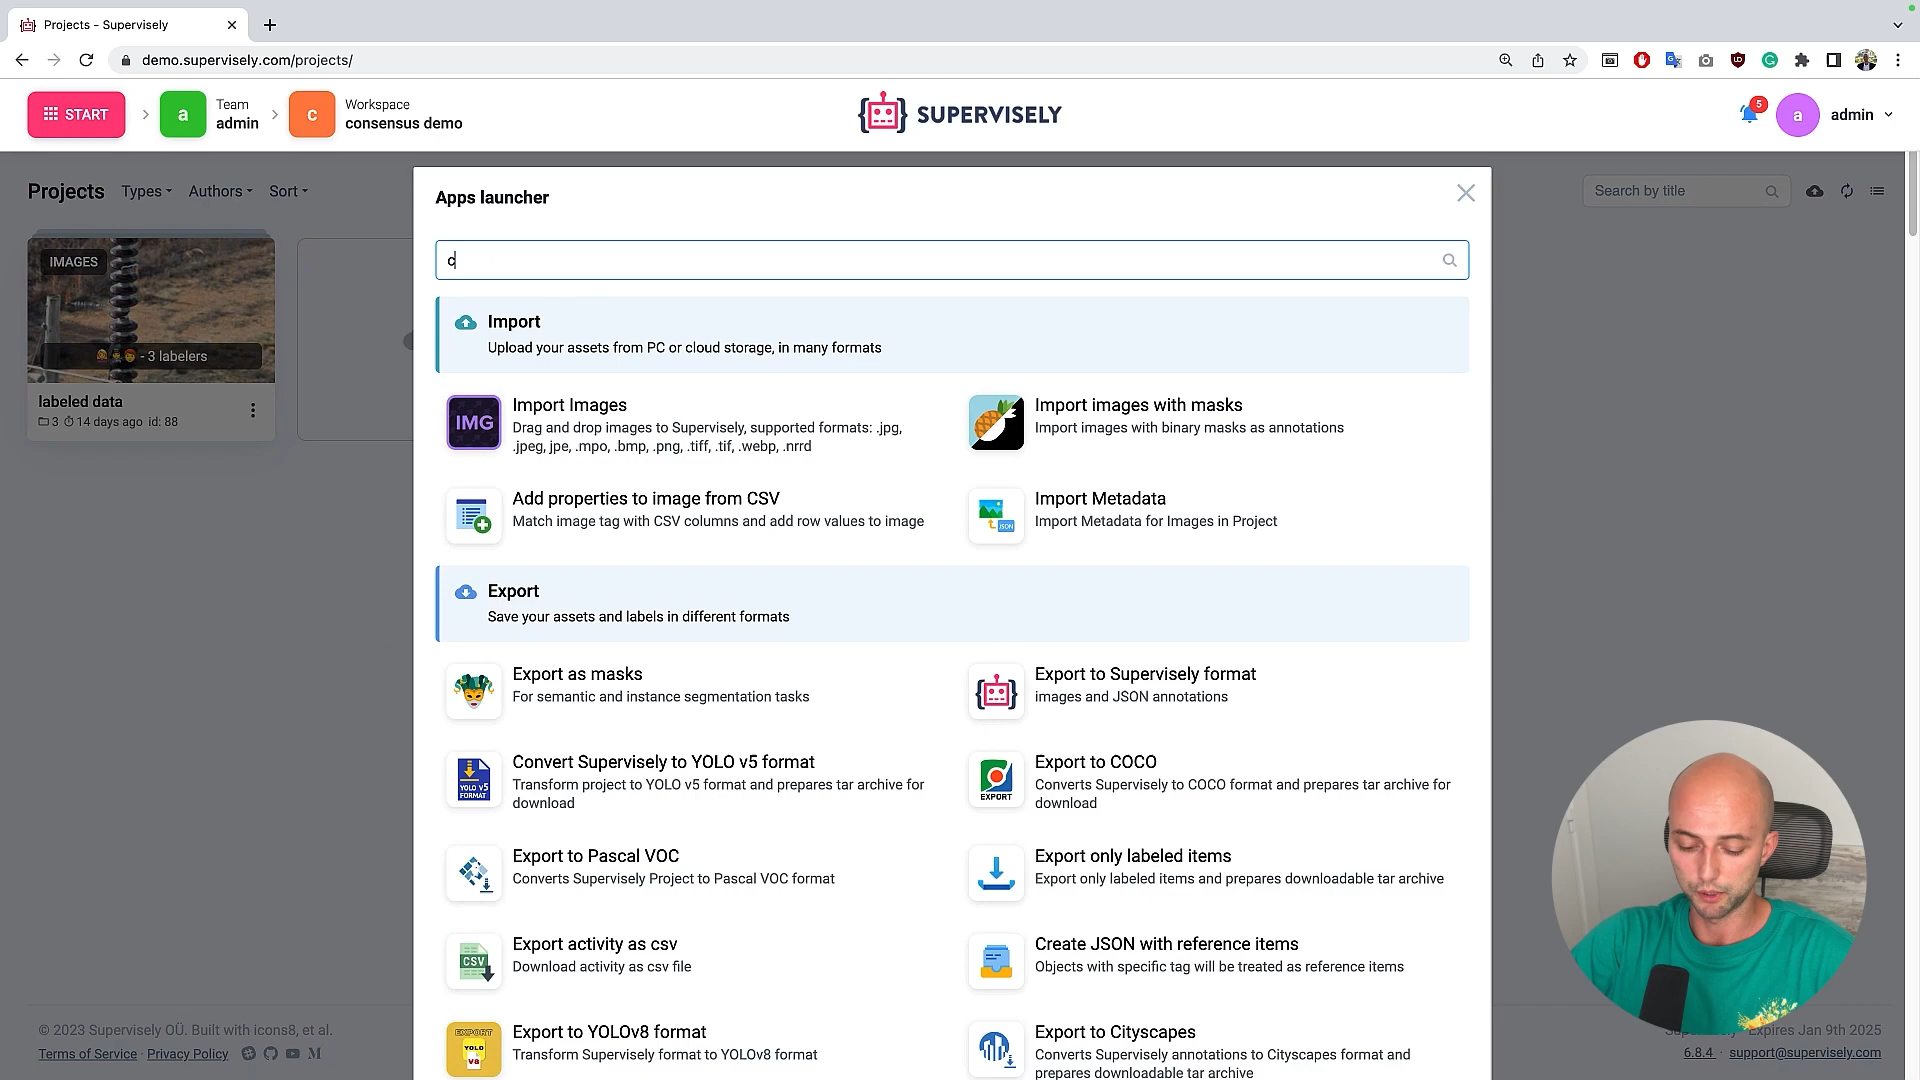 Projects - Supervisely
demo.supervisely.com/projects/
START
a
Team
admin
c
Workspace
consensus demo
SUPERVISELY
5
a
admin
Projects
Types
Authors
Sort
Search by title
IMAGES
- 3 labelers
labeled data
3
14 days ago
id: 88
Apps launcher
c
Import
Upload your assets from PC or cloud storage, in many formats
IMG
Import Images
Drag and drop images to Supervisely, supported formats: .jpg,
.jpeg, jpe, .mpo, .bmp, .png, .tiff, .tif, .webp, .nrrd
Import images with masks
Import images with binary masks as annotations
Add properties to image from CSV
Match image tag with CSV columns and add row values to image
JSON
Import Metadata
Import Metadata for Images in Project
Export
Save your assets and labels in different formats
Export as masks
For semantic and instance segmentation tasks
Export to Supervisely format
images and JSON annotations
YOLO v5
FORMAT
Convert Supervisely to YOLO v5 format
Transform project to YOLO v5 format and prepares tar archive for
download
EXPORT
Export to COCO
Converts Supervisely to COCO format and prepares tar archive for
download
Export to Pascal VOC
Converts Supervisely Project to Pascal VOC format
Export only labeled items
Export only labeled items and prepares downloadable tar archive
CSV
Export activity as csv
Download activity as csv file
Create JSON with reference items
Objects with specific tag will be treated as reference items
EXPORT
YOLO
v8
Export to YOLOv8 format
Transform Supervisely format to YOLOv8 format
Export to Cityscapes
Converts Supervisely annotations to Cityscapes format and
prepares downloadable tar archive
© 2023 Supervisely OÜ. Built with icons8, et al.
Terms of Service · Privacy Policy
Expires Jan 9th 2025
6.8.4 · support@supervisely.com